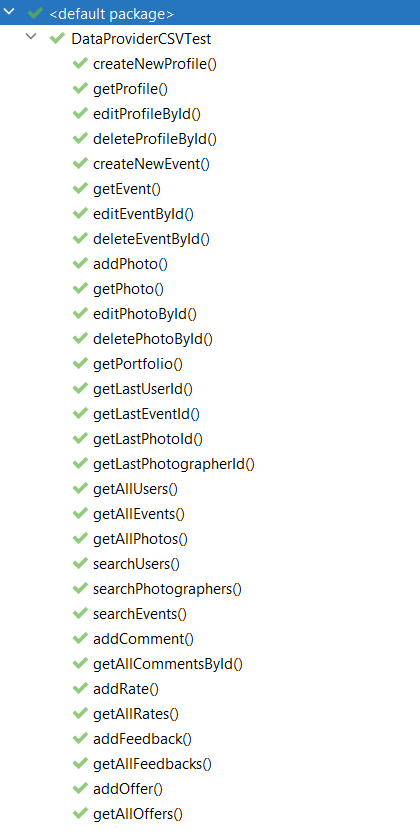 <default package>
DataProviderCSVTest
createNewProfile()
getProfile()
editProfileById()
deleteProfileById()
createNewEvent()
getEvent()
editEventById()
deleteEventById()
addPhoto()
getPhoto()
editPhotoById()
deletePhotoById()
getPortfolio()
getLastUserId()
getLastEventId()
getLastPhotoId()
getLastPhotographerId()
getAllUsers()
getAllEvents()
getAllPhotos()
searchUsers()
searchPhotographers()
searchEvents()
addComment()
getAllCommentsById()
addRate()
getAllRates()
addFeedback()
getAllFeedbacks()
addOffer()
getAllOffers()